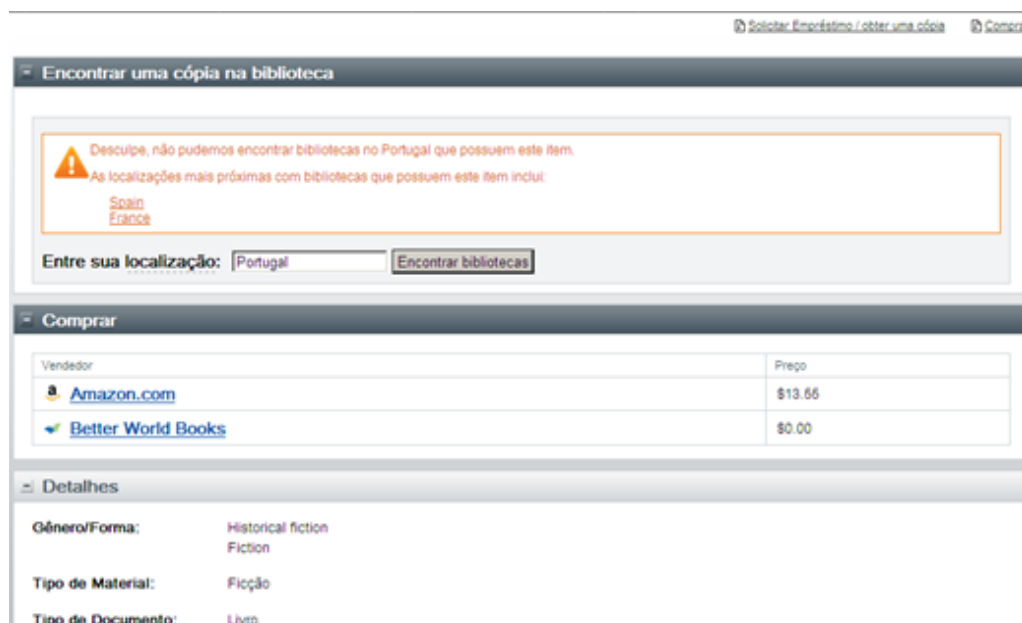 Solicitar Empréstimo / obter uma cópia Compra
Encontrar uma cópia na biblioteca
Desculpe, não pudemos encontrar bibliotecas no Portugal que possuem este item.
As localizações mais próximas com bibliotecas que possuem este item inclui:
Spain
France
Entre sua localização: Portugal Encontrar bibliotecas
Comprar
Vendedor Preço
Amazon.com $13.55
Better World Books $0.00
Detalhes
Gênero/Forma: Historical fiction
Fiction
Tipo de Material: Ficção
Tipo de Documento: Livro